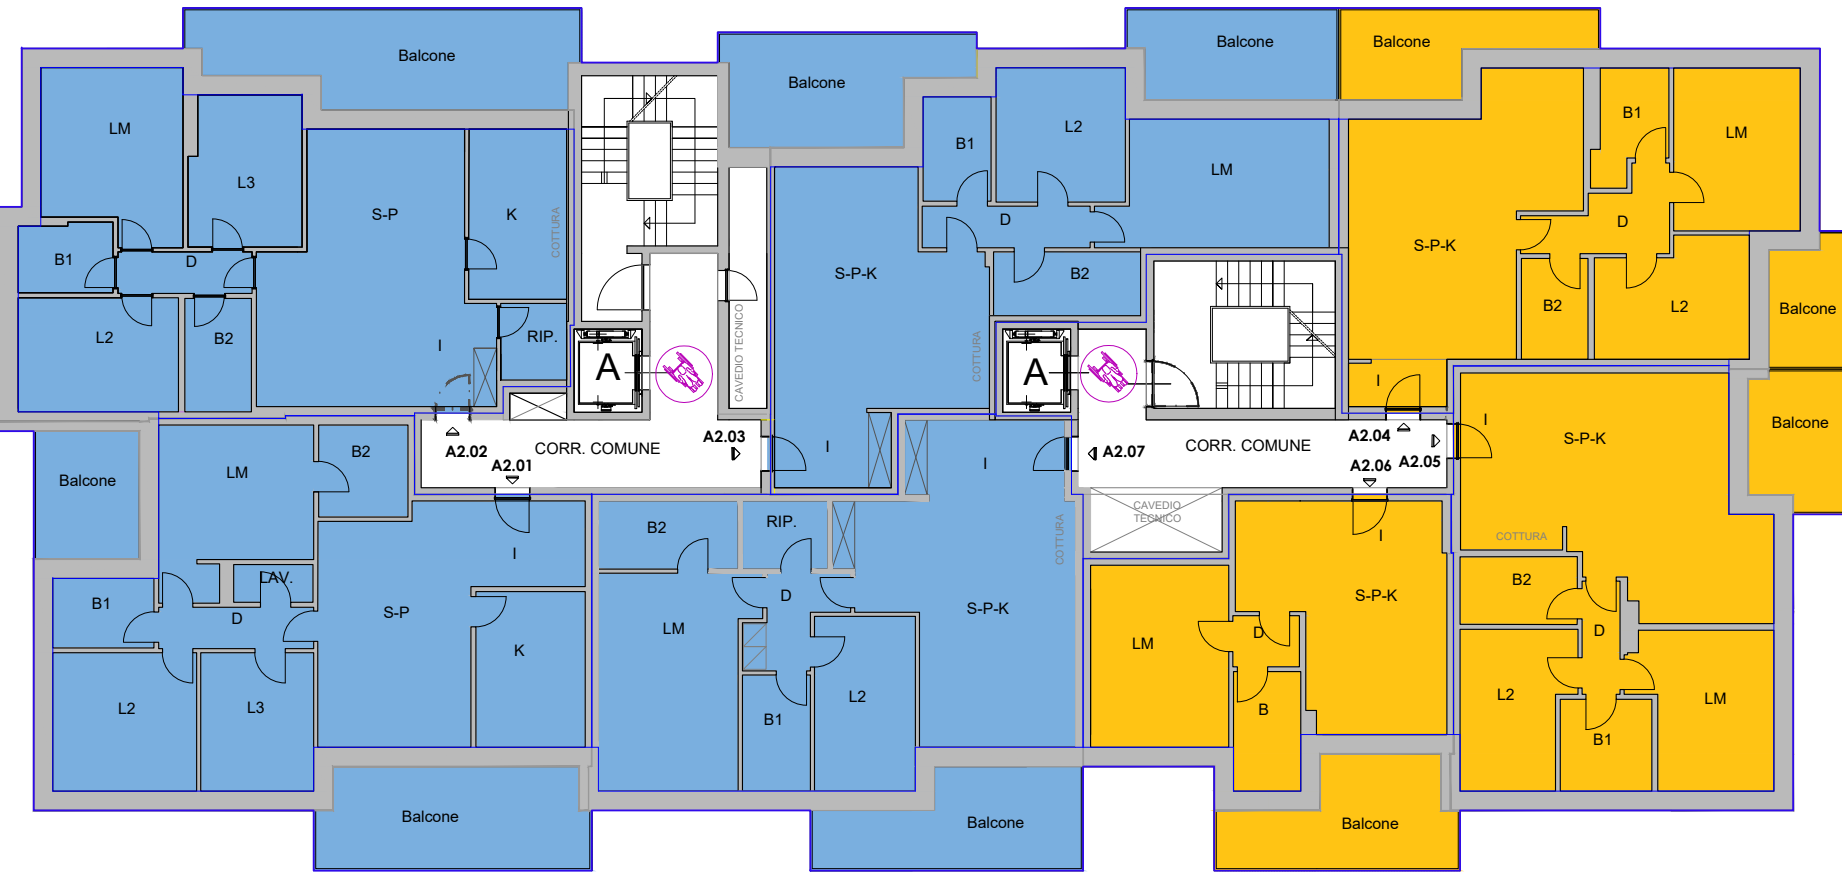 Balcone
Balcone
Balcone
Balcone
LM
L3
S-P
K
COTTURA
B1
D
L2
B2
I
RIP.
A
CAVEDIO TECNICO
B1
L2
LM
D
S-P-K
B2
COTTURA
I
A
B1
LM
D
S-P-K
B2
L2
I
Balcone
Balcone
A2.02
A2.01
CORR. COMUNE
A2.03
A2.07
CORR. COMUNE
A2.04
A2.06
A2.05
CAVEDIO
TECNICO
Balcone
LM
B2
I
LAV.
B1
D
S-P
K
L2
L3
Balcone
B2
RIP.
I
COTTURA
D
LM
S-P-K
L2
B1
Balcone
I
S-P-K
D
LM
B
Balcone
I
S-P-K
COTTURA
B2
D
L2
LM
B1